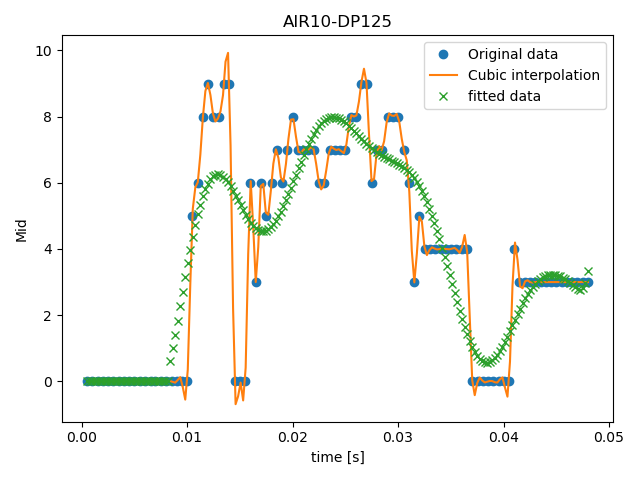 AIR10-DP125
Original data
Cubic interpolation
fitted data
Mid
10
8
6
4
2
0
0.00 0.01 0.02 0.03 0.04 0.05
time [s]